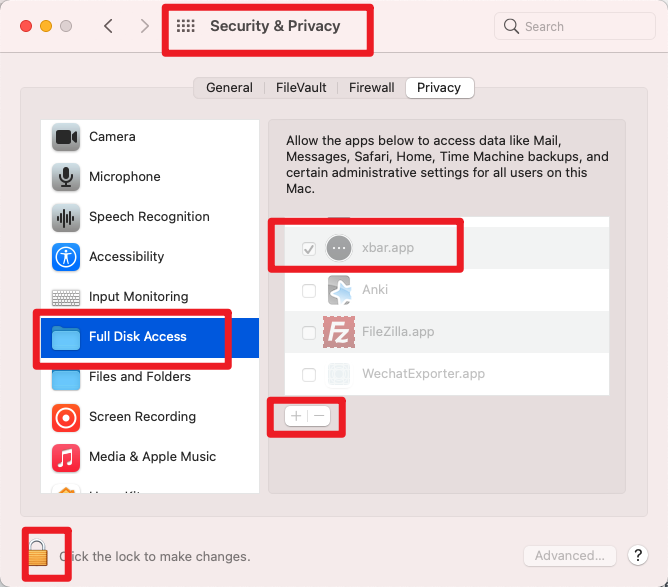 Security & Privacy
Search
General
FileVault
Firewall
Privacy
Camera
Microphone
Speech Recognition
Accessibility
Input Monitoring
Full Disk Access
Files and Folders
Screen Recording
Media & Apple Music
Allow the apps below to access data like Mail,
Messages, Safari, Home, Time Machine backups, and
certain administrative settings for all users on this
Mac.
xbar.app
Anki
Fz
FileZilla.app
WechatExporter.app
+ −
Click the lock to make changes.
Advanced...
?